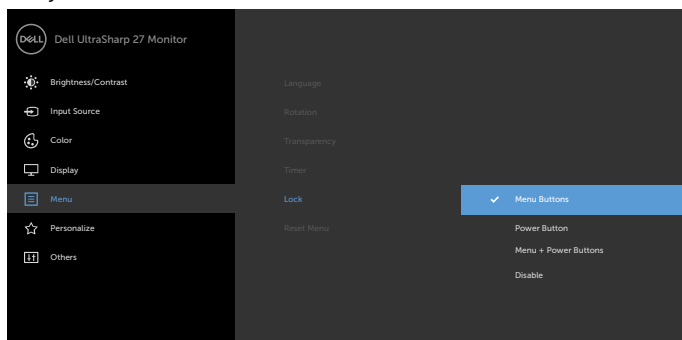 DELL Dell UltraSharp 27 Monitor
Brightness/Contrast
Input Source
Color
Display
Menu
Personalize
Others
Language
Rotation
Transparency
Timer
Lock
Reset Menu
Menu Buttons
Power Button
Menu + Power Buttons
Disable